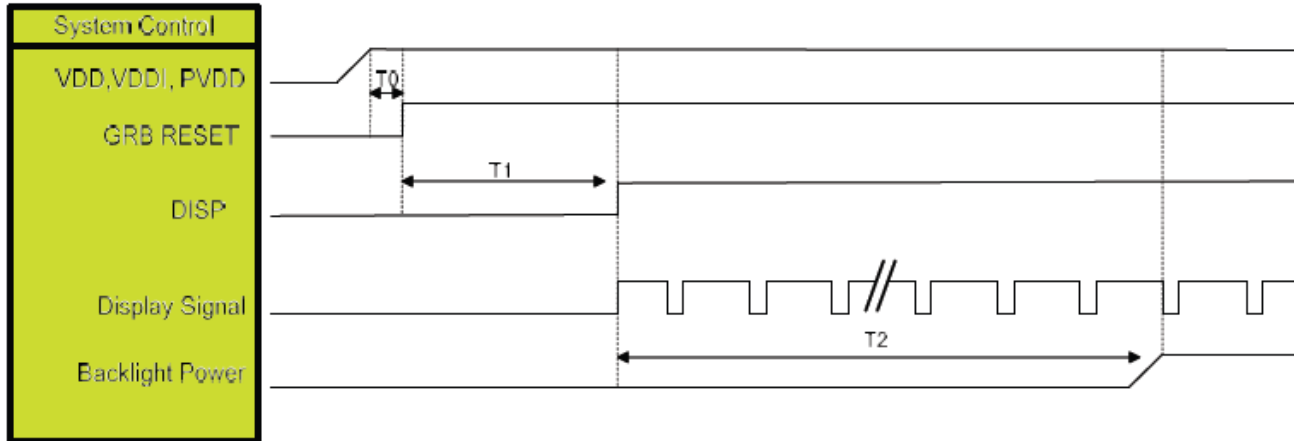 System Control
VDD,VDDI, PVDD
T0
GRB RESET
T1
DISP
Display Signal
T2
Backlight Power